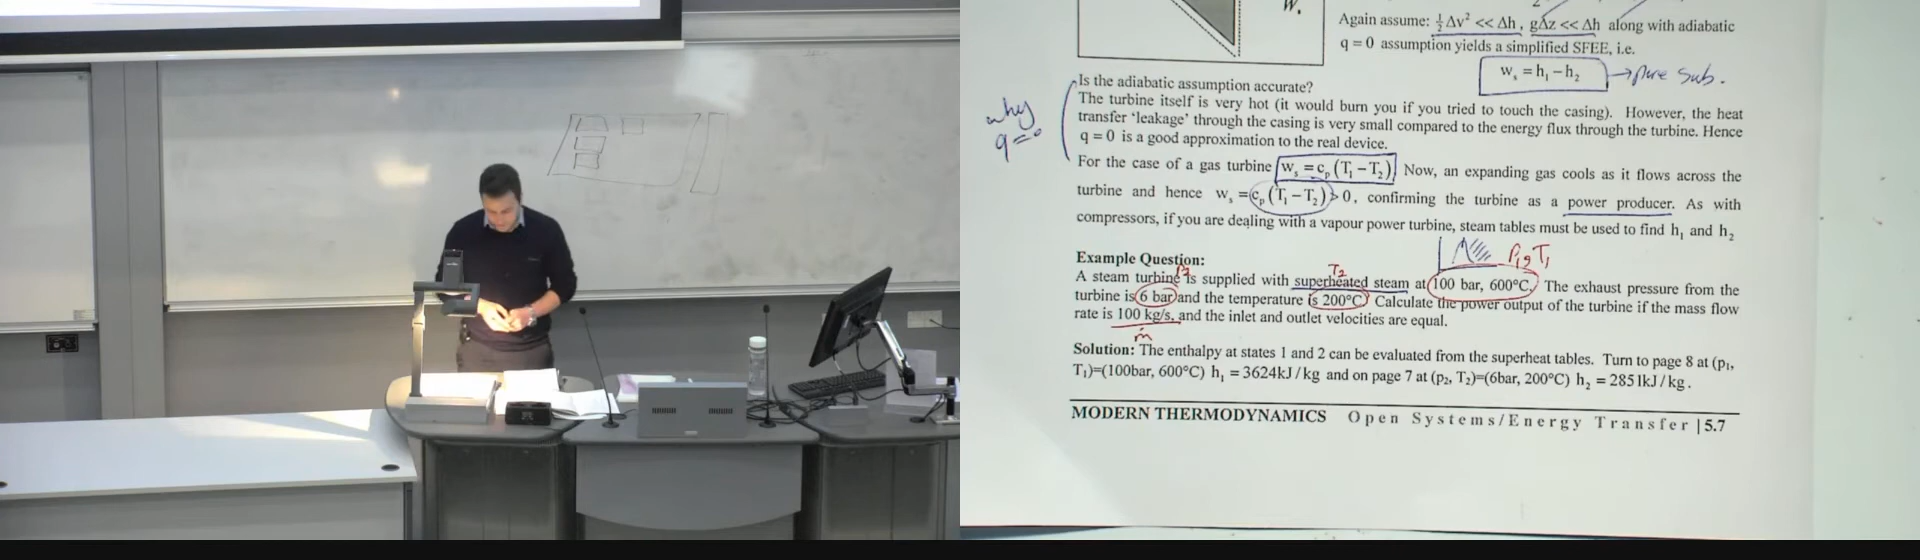 W.
Again assume: ½Δv² << Δh , gΔz << Δh along with adiabatic
q = 0 assumption yields a simplified SFEE, i.e.
wₛ = h₁ − h₂ → pure sub.
Is the adiabatic assumption accurate?
why q = 0
The turbine itself is very hot (it would burn you if you tried to touch the casing). However, the heat
transfer ‘leakage’ through the casing is very small compared to the energy flux through the turbine. Hence
q = 0 is a good approximation to the real device.
For the case of a gas turbine wₛ = cₚ(T₁ − T₂) Now, an expanding gas cools as it flows across the
turbine and hence wₛ = cₚ(T₁ − T₂) > 0, confirming the turbine as a power producer. As with
compressors, if you are dealing with a vapour power turbine, steam tables must be used to find h₁ and h₂
P₁, T₁
Example Question:
P₂ T₂
A steam turbine is supplied with superheated steam at 100 bar, 600°C. The exhaust pressure from the
turbine is 6 bar and the temperature is 200°C. Calculate the power output of the turbine if the mass flow
rate is 100 kg/s, and the inlet and outlet velocities are equal.
ṁ
Solution: The enthalpy at states 1 and 2 can be evaluated from the superheat tables. Turn to page 8 at (p₁,
T₁)=(100bar, 600°C) h₁ = 3624kJ/kg and on page 7 at (p₂, T₂)=(6bar, 200°C) h₂ = 2851kJ/kg.
MODERN THERMODYNAMICS Open Systems/Energy Transfer |5.7